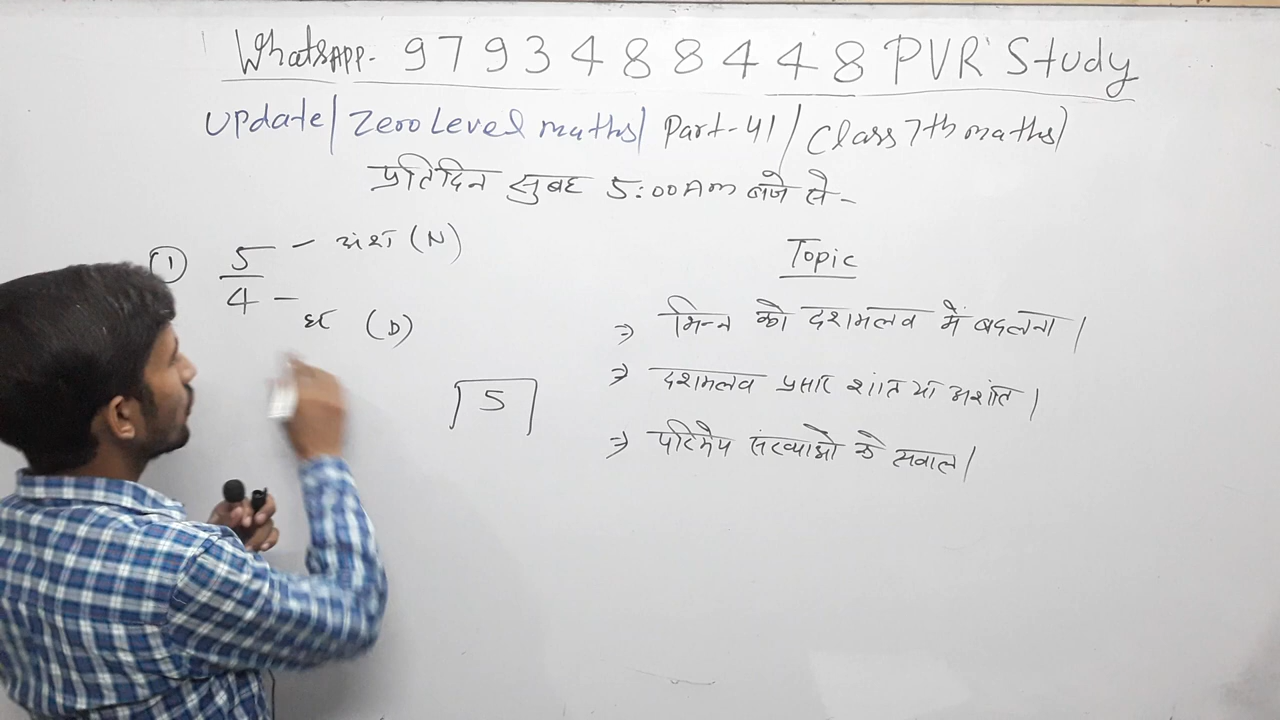 WhatsAPP- 9793488448 PVR Study
Update/ Zero Level maths/ Part-41/ Class 7th maths/
प्रतिदिन सुबह 5:00 Am बजे से-
① 5/4 - अंश (N)
- हर (D)
5
Topic
⇒ भिन्न को दशमलव में बदलना।
⇒ दशमलव प्रसार शांत या अशांत।
⇒ परिमेय संख्याओ के सवाल।